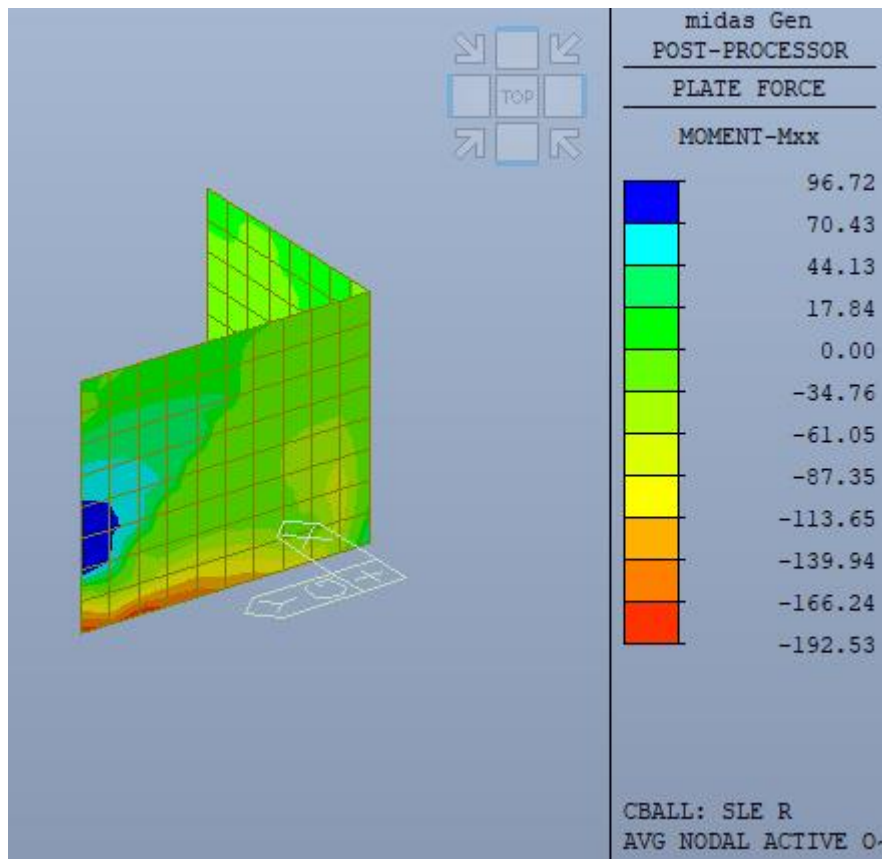 midas Gen
POST-PROCESSOR
PLATE FORCE
MOMENT-Mxx
TOP
96.72
70.43
44.13
17.84
0.00
-34.76
-61.05
-87.35
-113.65
-139.94
-166.24
-192.53
X
Y
CBALL: SLE R
AVG NODAL ACTIVE